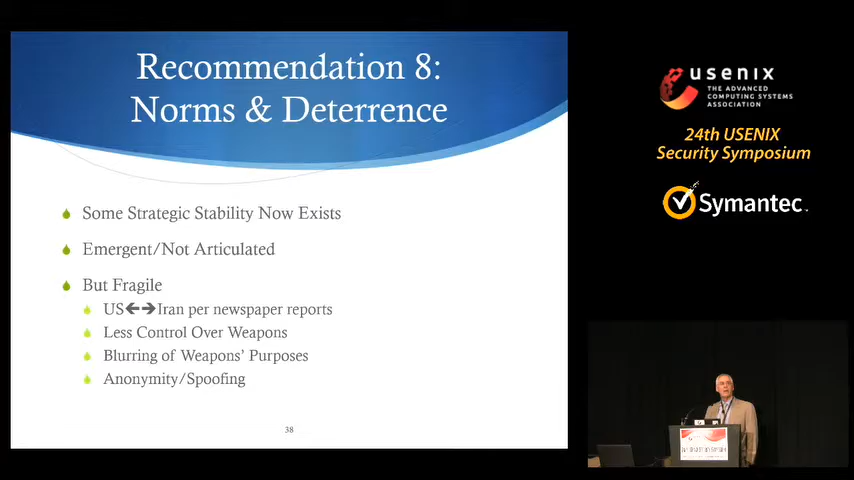 Recommendation 8:
Norms & Deterrence
Some Strategic Stability Now Exists
Emergent/Not Articulated
But Fragile
US←→Iran per newspaper reports
Less Control Over Weapons
Blurring of Weapons' Purposes
Anonymity/Spoofing
38
usenix
THE ADVANCED
COMPUTING SYSTEMS
ASSOCIATION
24th USENIX
Security Symposium
Symantec.